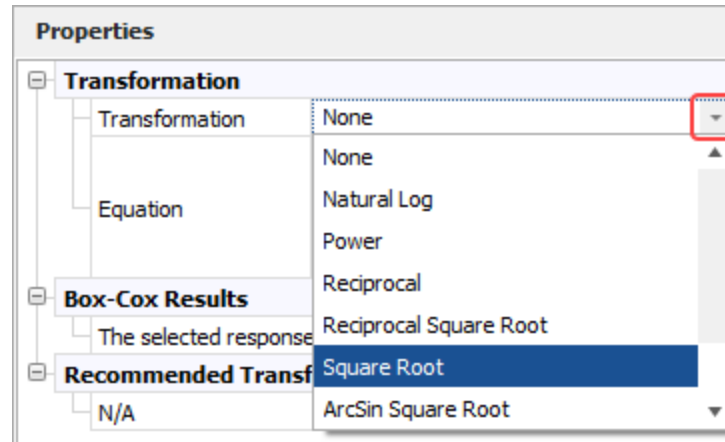 Properties
Transformation
Transformation None
None
Natural Log
Equation
Power
Reciprocal
Box-Cox Results
Reciprocal Square Root
The selected response
Square Root
Recommended Transf
N/A
ArcSin Square Root